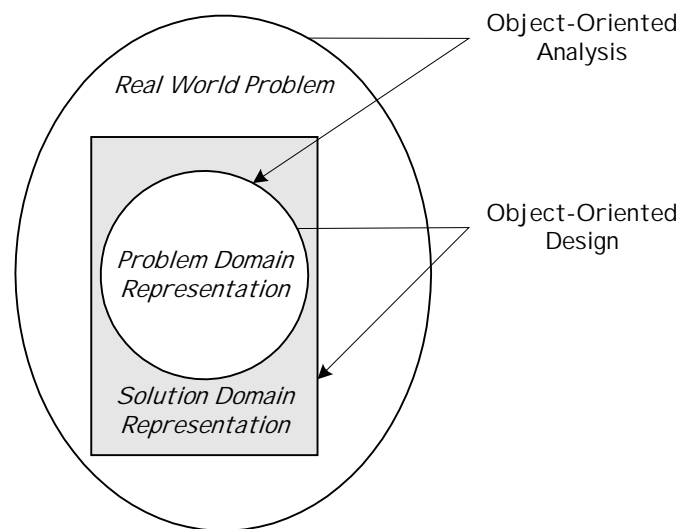 Object-Oriented
Analysis
Real World Problem
Object-Oriented
Design
Problem Domain
Representation
Solution Domain
Representation